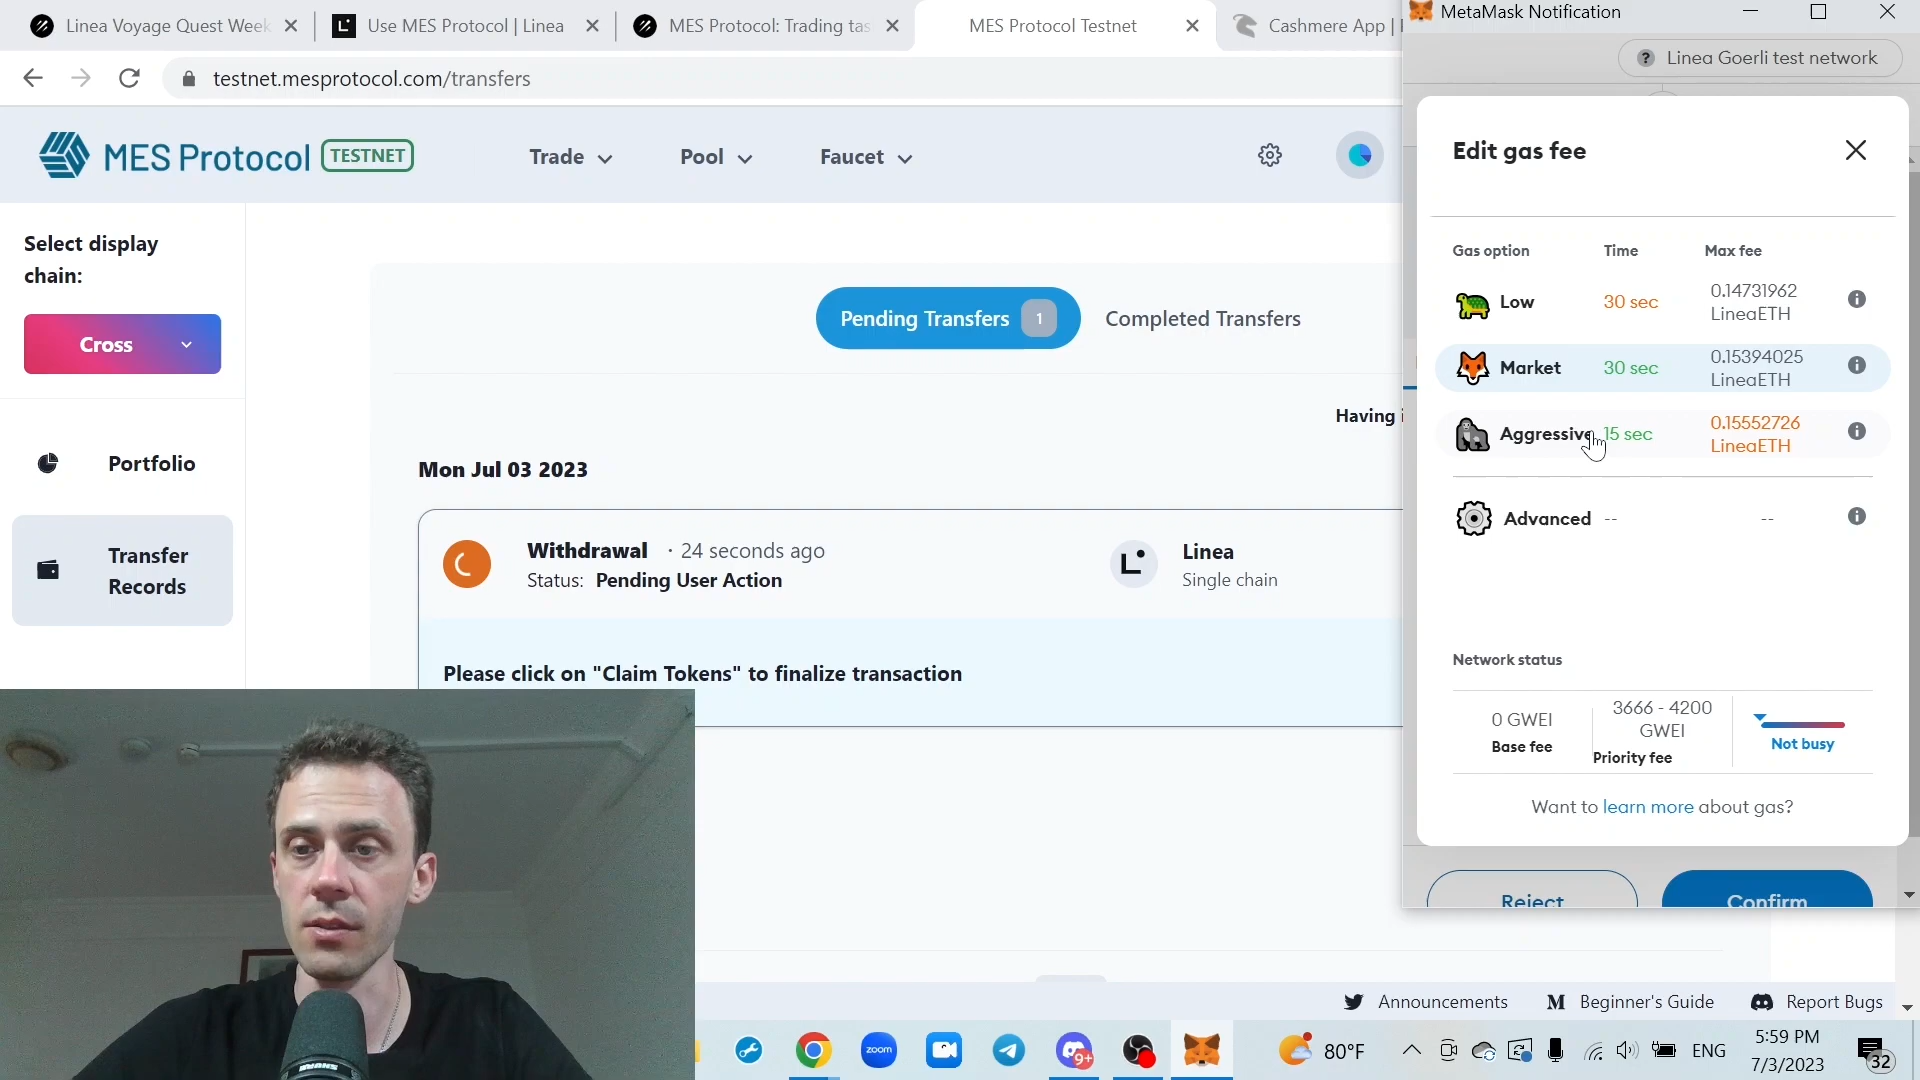 Linea Voyage Quest Week
Use MES Protocol | Linea
MES Protocol: Trading tas
MES Protocol Testnet
Cashmere App |
MetaMask Notification
testnet.mesprotocol.com/transfers
Linea Goerli test network
MES Protocol
TESTNET
Trade
Pool
Faucet
Edit gas fee
Select display
chain:
Cross
Portfolio
Transfer
Records
Pending Transfers 1
Completed Transfers
Having
Mon Jul 03 2023
Withdrawal · 24 seconds ago
Status: Pending User Action
Linea
Single chain
Please click on "Claim Tokens" to finalize transaction
Gas option Time Max fee
Low 30 sec 0.14731962
LineaETH
Market 30 sec 0.15394025
LineaETH
Aggressive 15 sec 0.15552726
LineaETH
Advanced -- --
Network status
0 GWEI
Base fee
3666 - 4200
GWEI
Priority fee
Not busy
Want to learn more about gas?
Reject
Confirm
Announcements
Beginner's Guide
Report Bugs
zoom
9+
80°F
ENG
5:59 PM
7/3/2023
32
SHURE